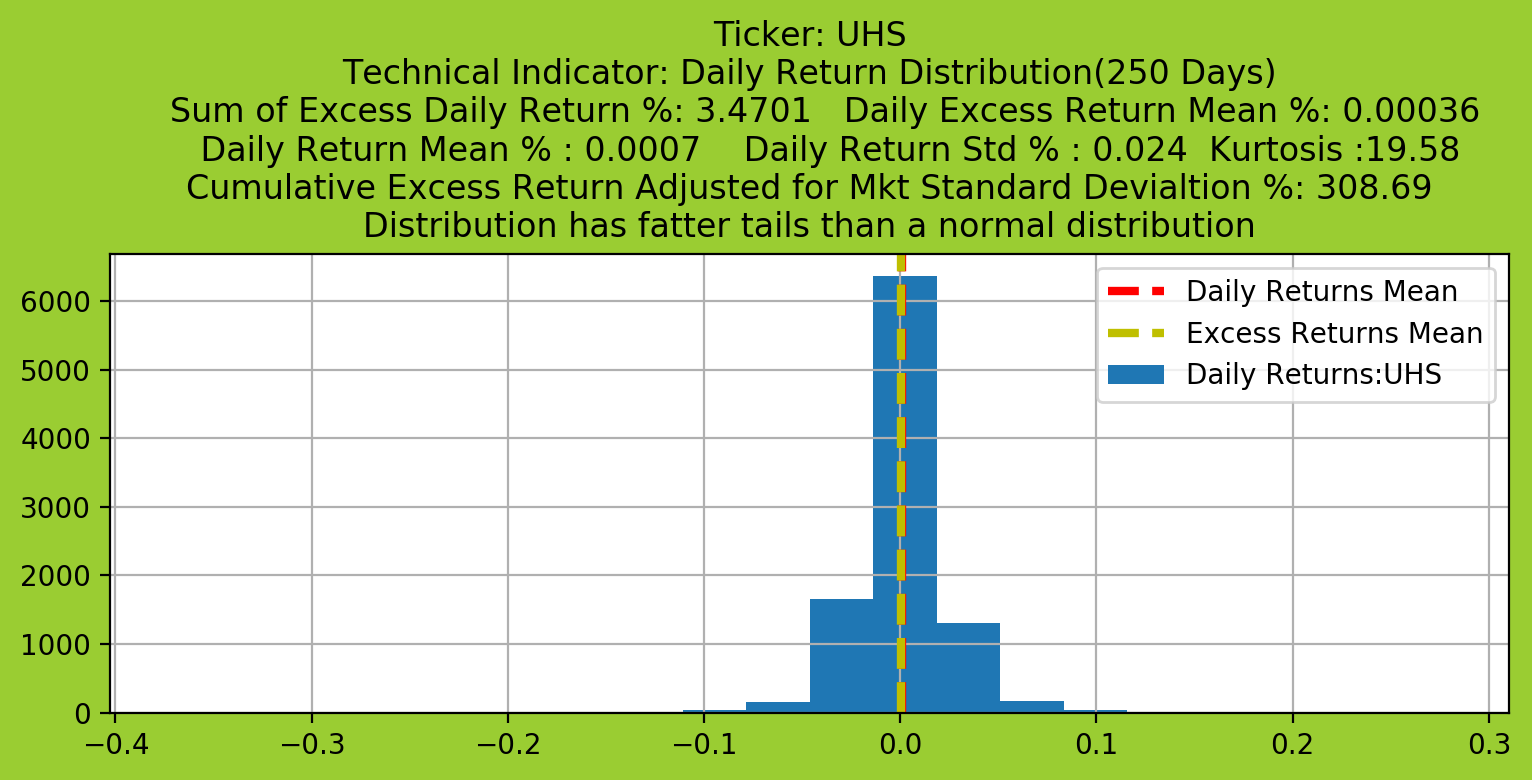 Ticker: UHS
Technical Indicator: Daily Return Distribution(250 Days)
Sum of Excess Daily Return %: 3.4701   Daily Excess Return Mean %: 0.00036
Daily Return Mean % : 0.0007    Daily Return Std % : 0.024  Kurtosis :19.58
Cumulative Excess Return Adjusted for Mkt Standard Devialtion %: 308.69
Distribution has fatter tails than a normal distribution
Daily Returns Mean
Excess Returns Mean
Daily Returns:UHS
6000
5000
4000
3000
2000
1000
0
−0.4 −0.3 −0.2 −0.1 0.0 0.1 0.2 0.3